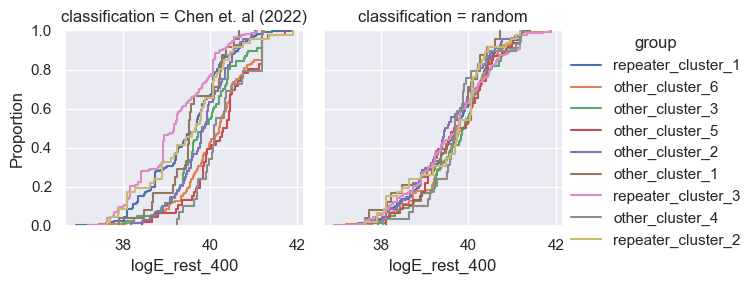 classification = Chen et. al (2022)
classification = random
Proportion
1.0
0.8
0.6
0.4
0.2
0.0
38
40
42
38
40
42
logE_rest_400
logE_rest_400
group
repeater_cluster_1
other_cluster_6
other_cluster_3
other_cluster_5
other_cluster_2
other_cluster_1
repeater_cluster_3
other_cluster_4
repeater_cluster_2